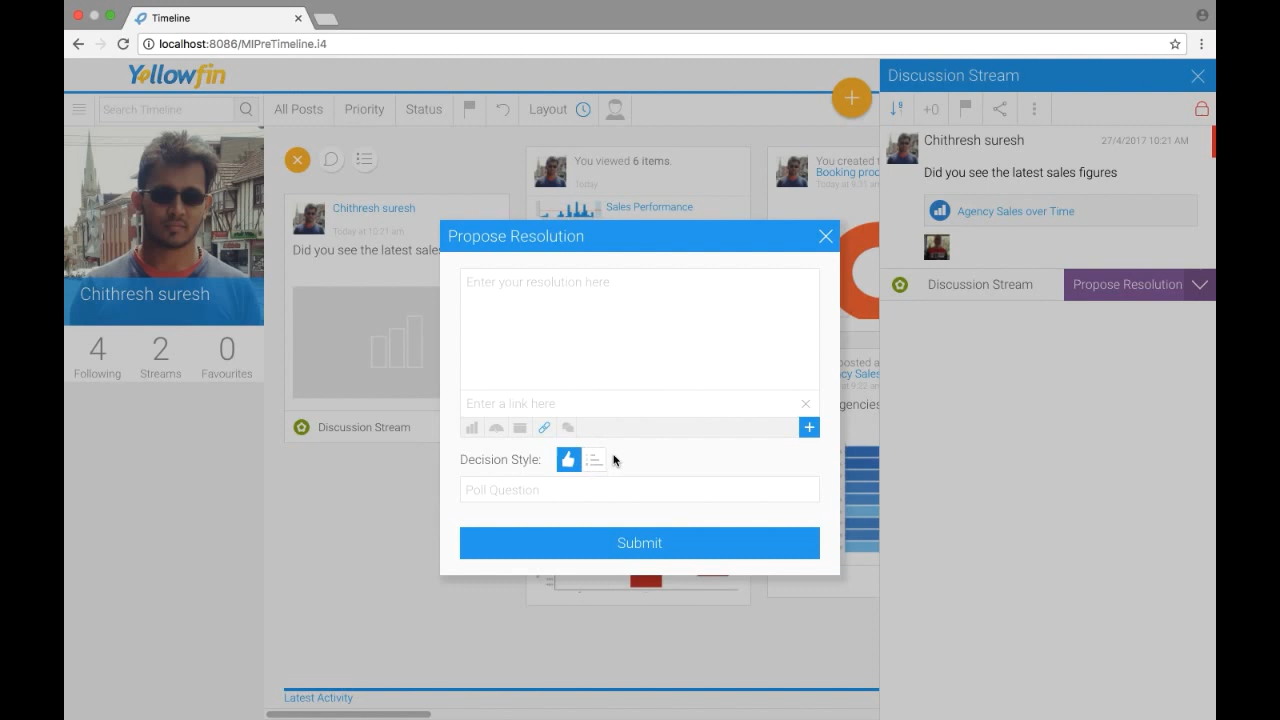 Timeline
localhost:8086/MIPreTimeline.i4
Yellowfin
Search Timeline
All Posts
Priority
Status
Layout
Chithresh suresh
4
2
0
Following
Streams
Favourites
Chithresh suresh
Today at 10:21 am
Did you see the latest sale
Discussion Stream
You viewed 6 items.
Today
Sales Performance
You created t
Booking proc
Today at 9:31 am
posted a
cy Sales
at 9:22 am
gencies
Latest Activity
Propose Resolution
Enter your resolution here
Enter a link here
Decision Style:
Poll Question
Submit
Discussion Stream
+0
Chithresh suresh
27/4/2017 10:21 AM
Did you see the latest sales figures
Agency Sales over Time
Discussion Stream
Propose Resolution